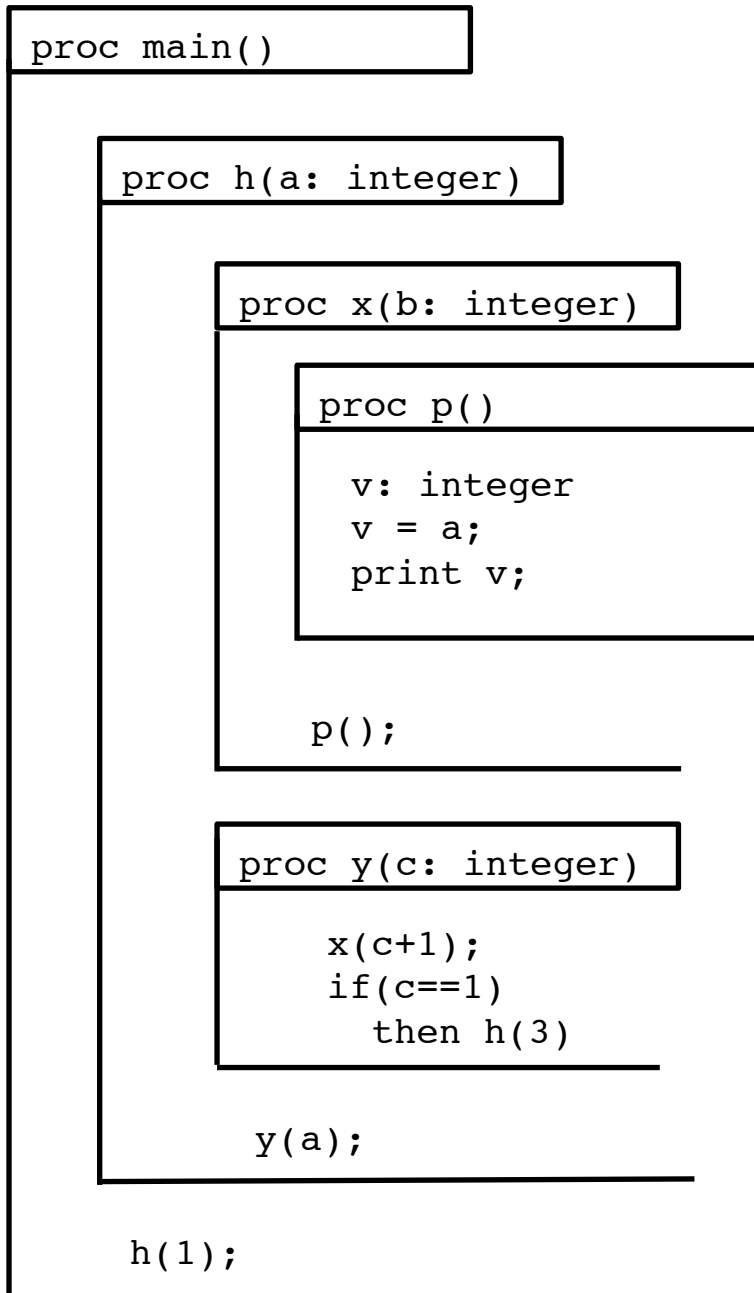 proc main()
proc h(a: integer)
proc x(b: integer)
proc p()
v: integer
v = a;
print v;
p();
proc y(c: integer)
x(c+1);
if(c==1)
then h(3)
y(a);
h(1);